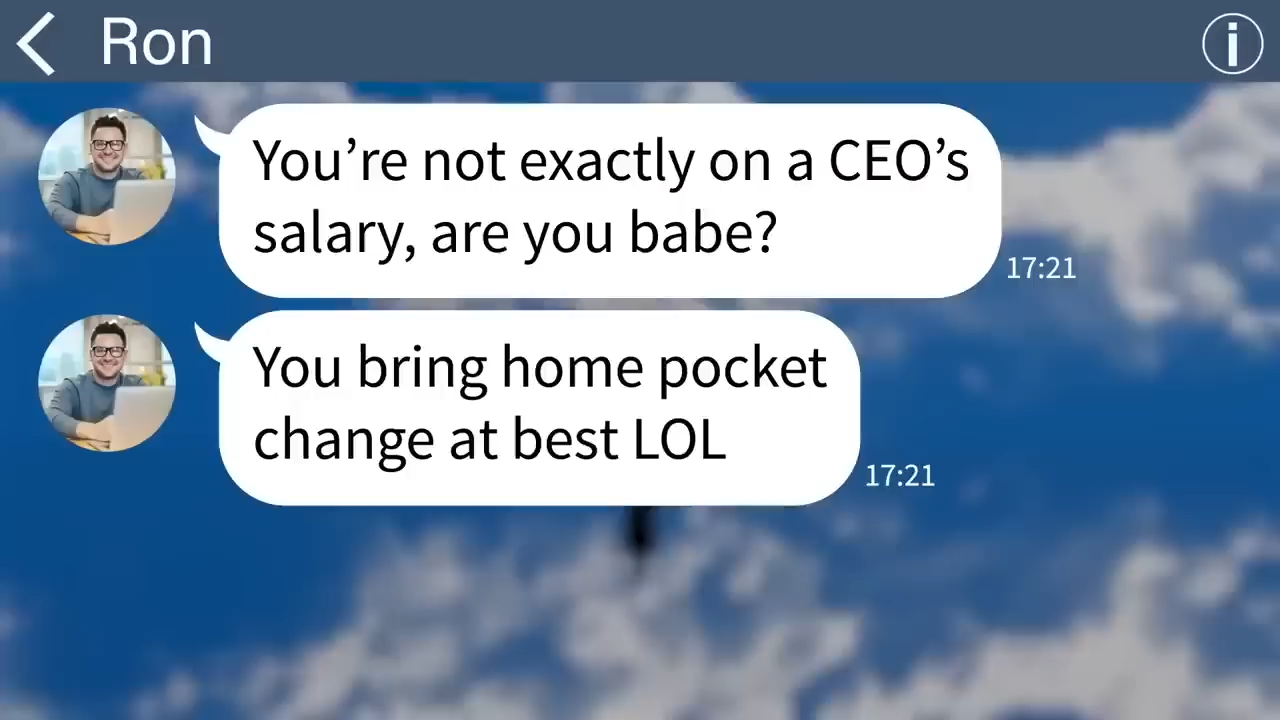 Ron
You’re not exactly on a CEO’s
salary, are you babe?
17:21
You bring home pocket
change at best LOL
17:21